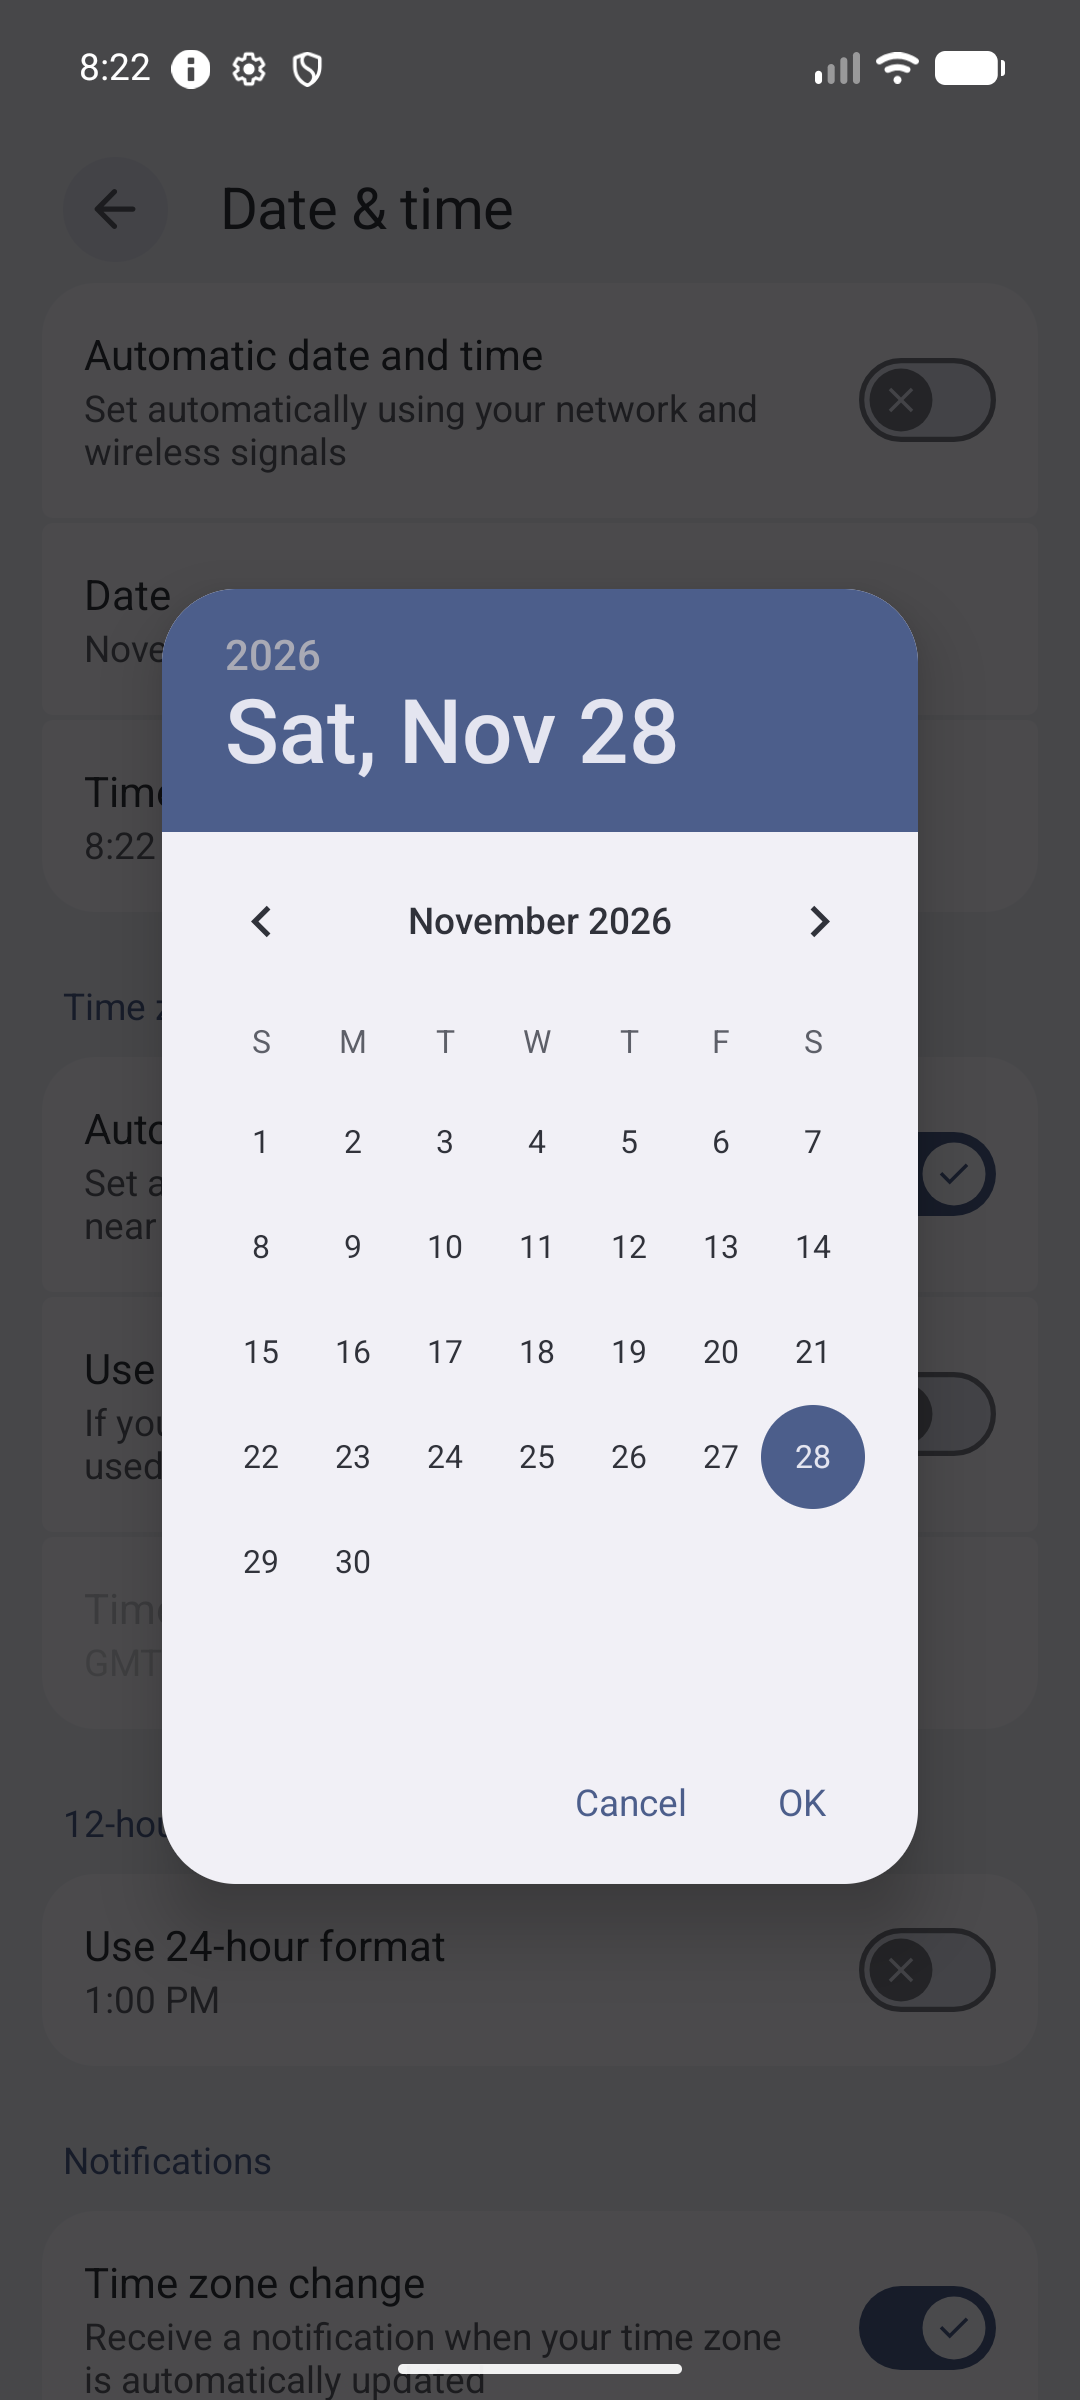 8:22
Date & time
Automatic date and time
Set automatically using your network and
wireless signals
Date
Nove
2026
Sat, Nov 28
Time
8:22
November 2026
Time z
S M T W T F S
1 2 3 4 5 6 7
8 9 10 11 12 13 14
15 16 17 18 19 20 21
22 23 24 25 26 27 28
29 30
Auto
Set a
near
Use
If you
used
Time
GMT
Cancel OK
12-hou
Use 24-hour format
1:00 PM
Notifications
Time zone change
Receive a notification when your time zone
is automatically updated